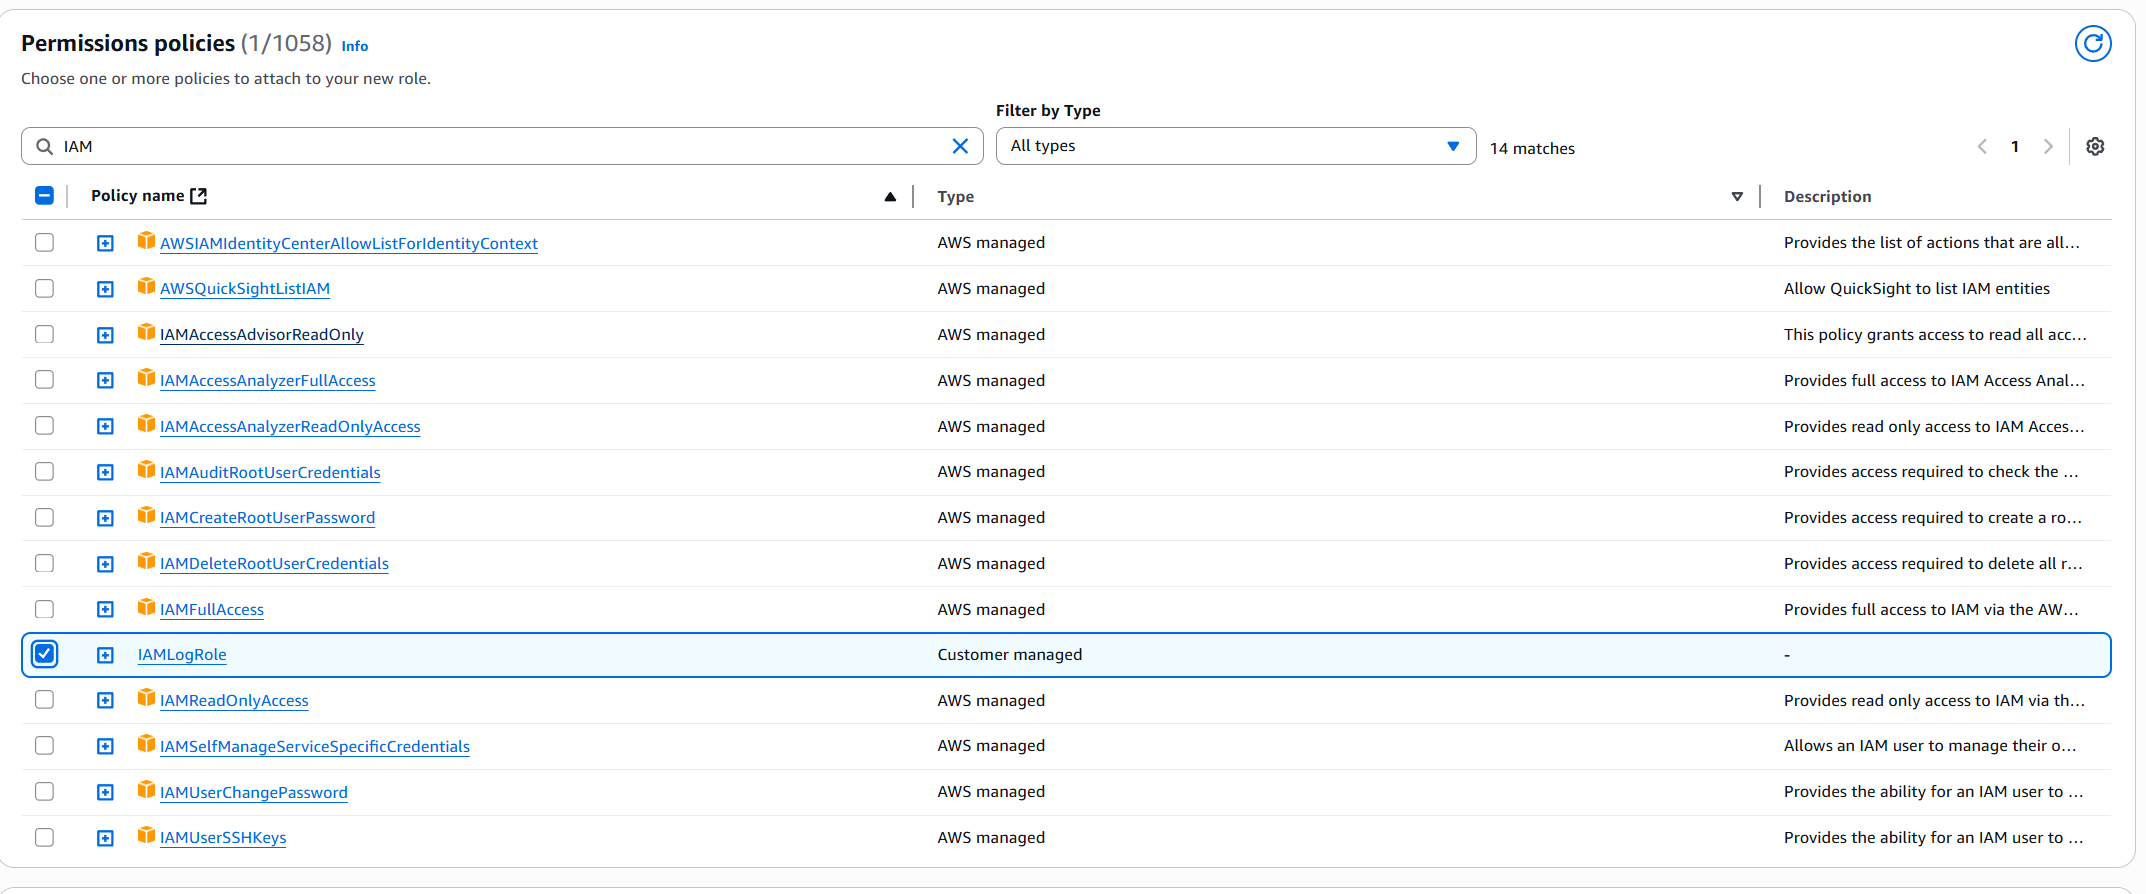 Permissions policies (1/1058) Info
Choose one or more policies to attach to your new role.
Filter by Type
IAM
All types
14 matches
1
Policy name
Type
Description
AWSIAMIdentityCenterAllowListForIdentityContext AWS managed Provides the list of actions that are all...
AWSQuickSightListIAM AWS managed Allow QuickSight to list IAM entities
IAMAccessAdvisorReadOnly AWS managed This policy grants access to read all acc...
IAMAccessAnalyzerFullAccess AWS managed Provides full access to IAM Access Anal...
IAMAccessAnalyzerReadOnlyAccess AWS managed Provides read only access to IAM Acces...
IAMAuditRootUserCredentials AWS managed Provides access required to check the ...
IAMCreateRootUserPassword AWS managed Provides access required to create a ro...
IAMDeleteRootUserCredentials AWS managed Provides access required to delete all r...
IAMFullAccess AWS managed Provides full access to IAM via the AW...
IAMLogRole Customer managed -
IAMReadOnlyAccess AWS managed Provides read only access to IAM via th...
IAMSelfManageServiceSpecificCredentials AWS managed Allows an IAM user to manage their o...
IAMUserChangePassword AWS managed Provides the ability for an IAM user to ...
IAMUserSSHKeys AWS managed Provides the ability for an IAM user to ...